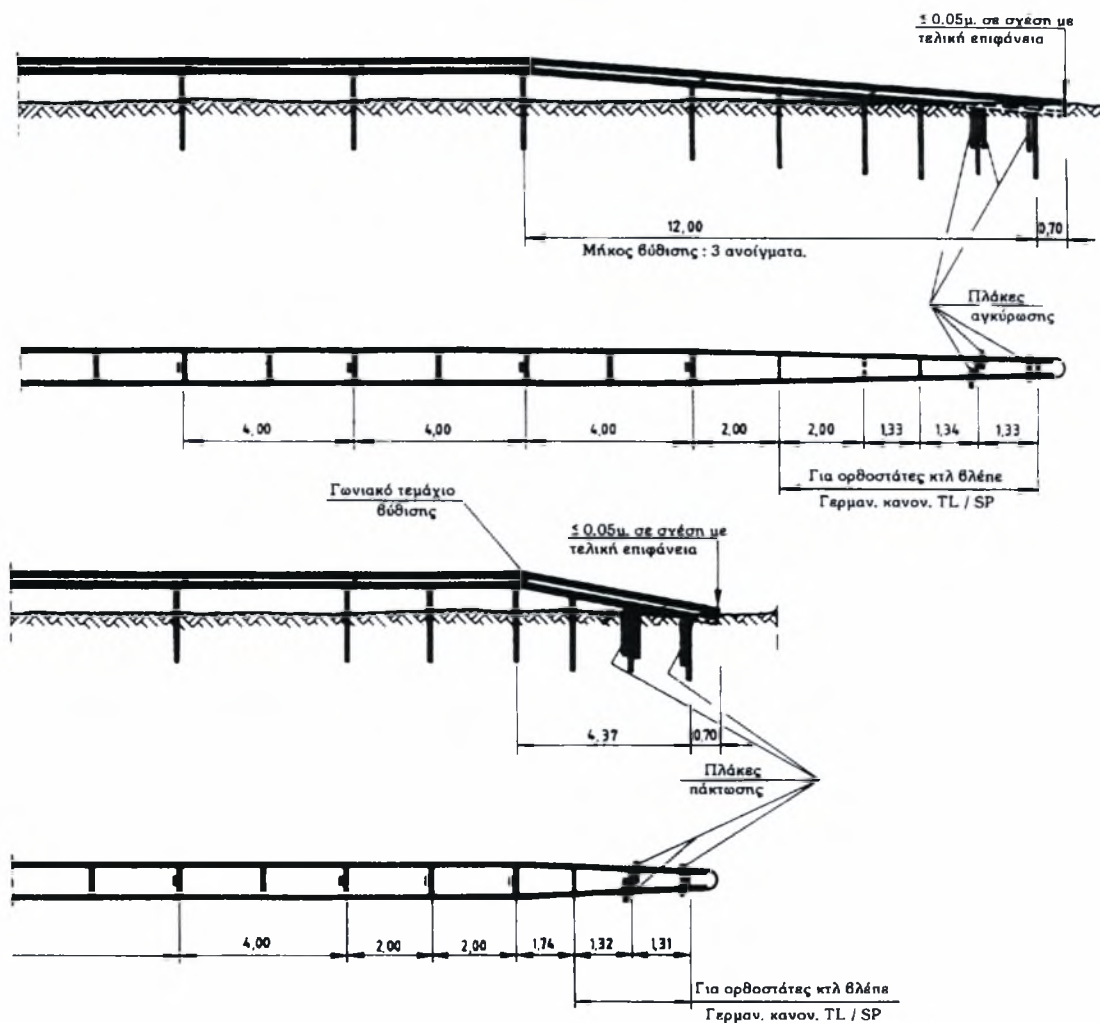 ≤ 0.05μ. σε σχέση με
τελική επιφάνεια
12,00
0,70
Μήκος βύθισης : 3 ανοίγματα.
Πλάκες
αγκύρωσης
4,00
4,00
4,00
2,00
2,00
1,33
1,34
1,33
Για ορθοστάτες κτλ βλέπε
Γερμαν. κανον. TL / SP
Γωνιακό τεμάχιο
βύθισης
≤ 0.05μ. σε σχέση με
τελική επιφάνεια
4,37
0,70
Πλάκες
πάκτωσης
4,00
2,00
2,00
1,74
1,32
1,31
Για ορθοστάτες κτλ βλέπε
Γερμαν. κανον. TL / SP